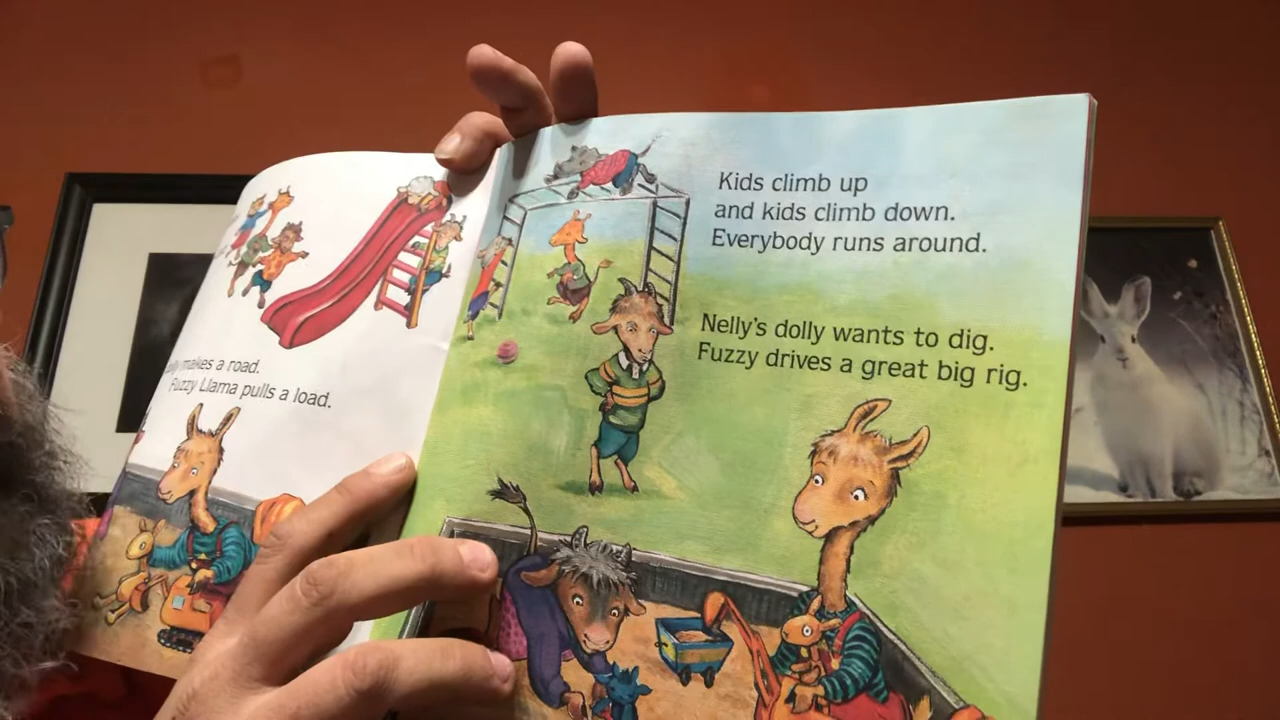 makes a road.
Fuzzy Llama pulls a load.
Kids climb up
and kids climb down.
Everybody runs around.
Nelly's dolly wants to dig.
Fuzzy drives a great big rig.